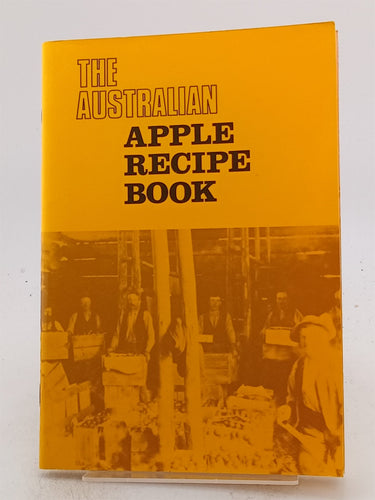 THE
AUSTRALIAN
APPLE
RECIPE
BOOK